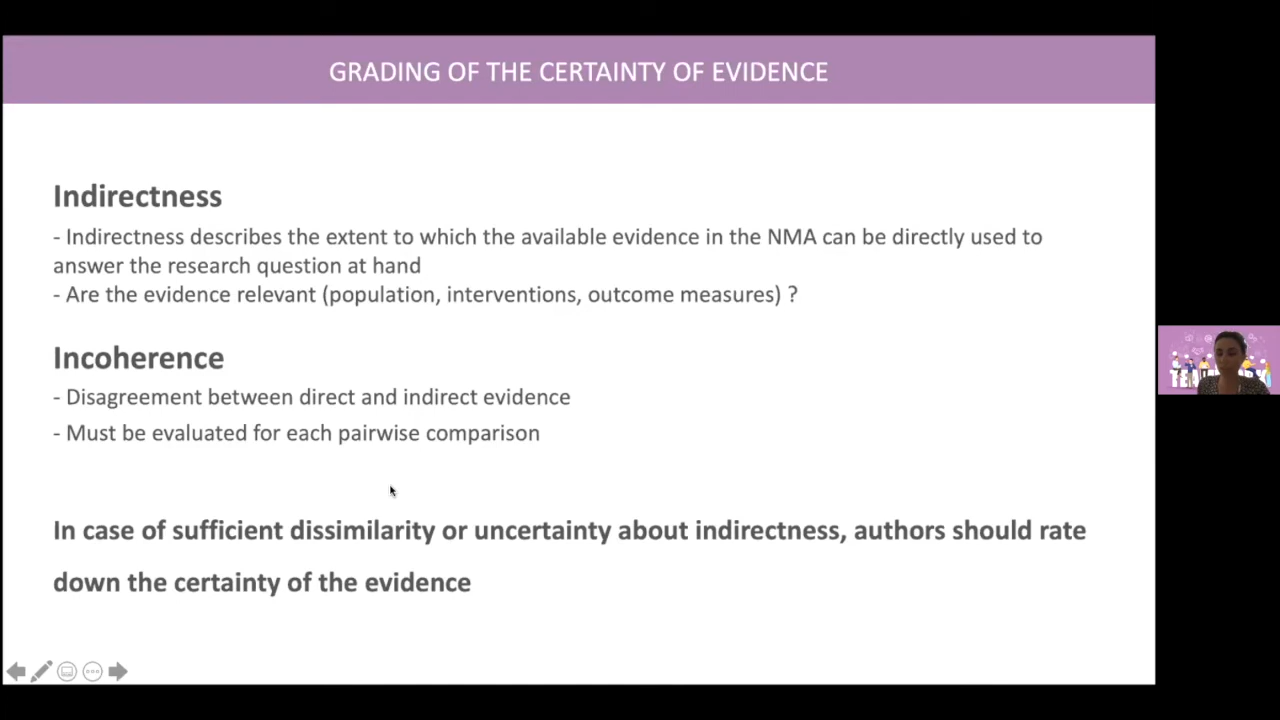 GRADING OF THE CERTAINTY OF EVIDENCE
Indirectness
- Indirectness describes the extent to which the available evidence in the NMA can be directly used to
answer the research question at hand
- Are the evidence relevant (population, interventions, outcome measures) ?
Incoherence
- Disagreement between direct and indirect evidence
- Must be evaluated for each pairwise comparison
In case of sufficient dissimilarity or uncertainty about indirectness, authors should rate
down the certainty of the evidence